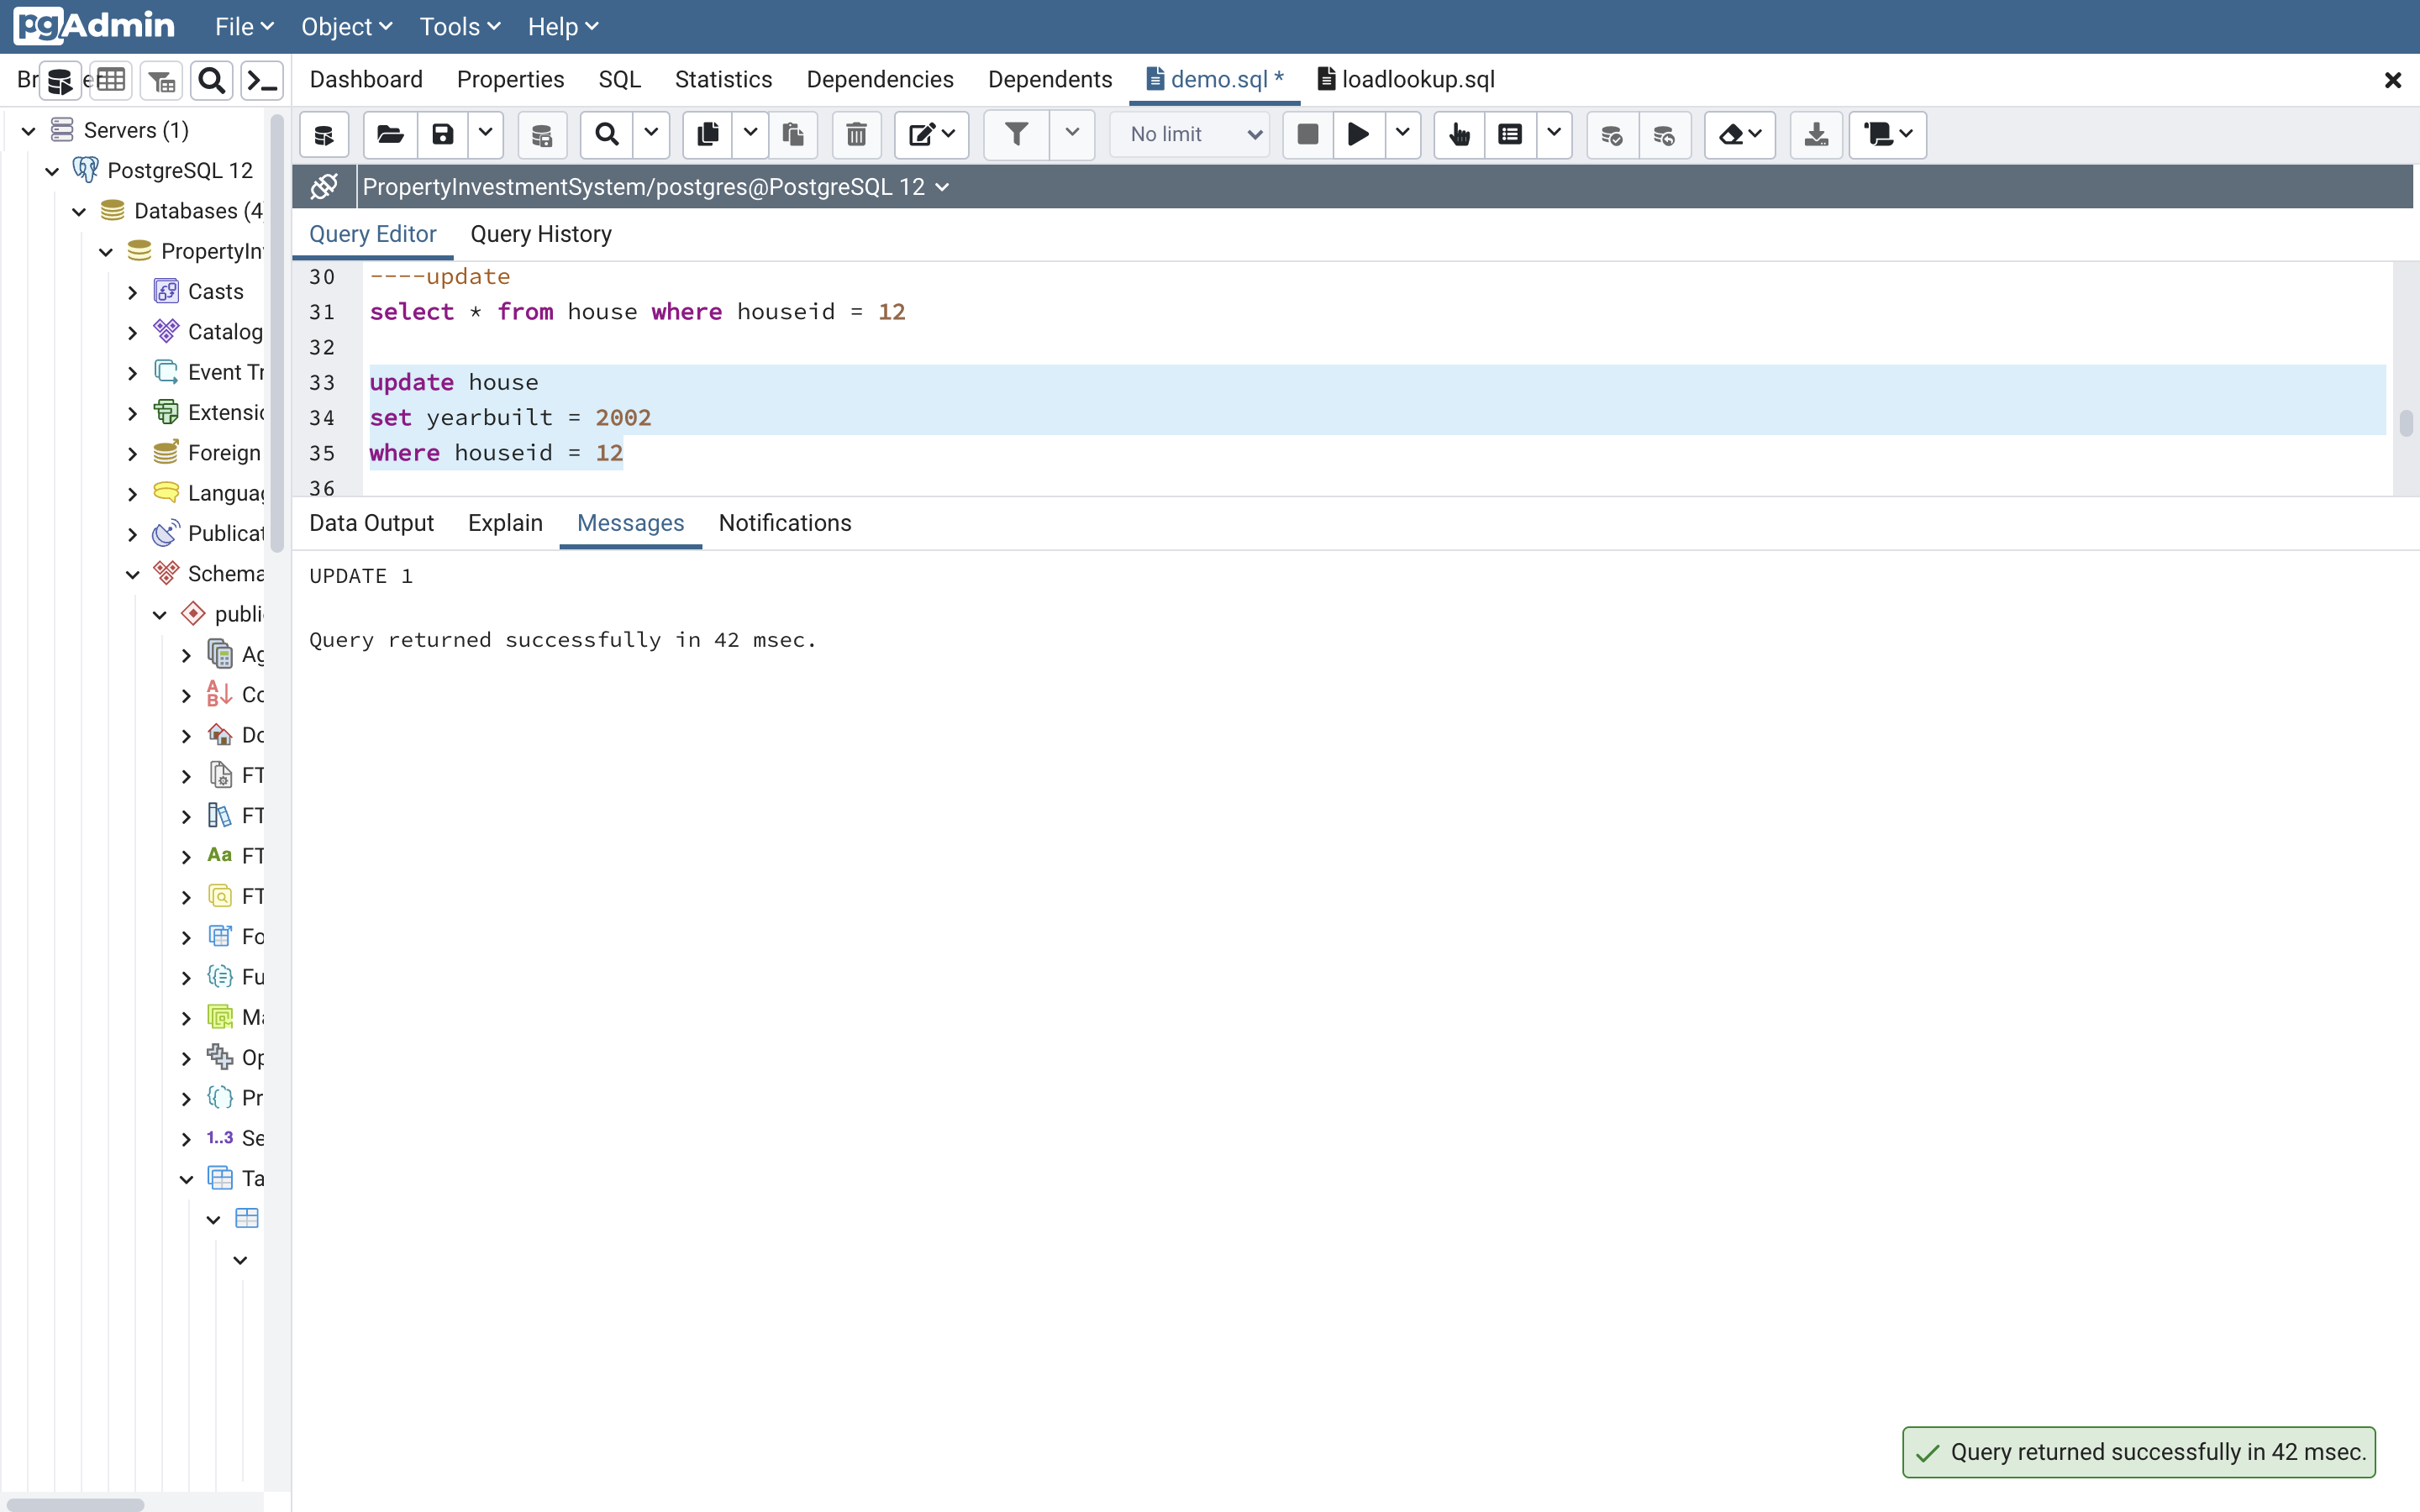 pgAdmin File Object Tools Help
Dashboard Properties SQL Statistics Dependencies Dependents demo.sql * loadlookup.sql
Servers (1)
PostgreSQL 12
Databases (4
PropertyIn
Casts
Catalog
Event Tr
Extensio
Foreign
Languag
Publicat
Schema
publi
Ag
Co
Do
FT
FT
Aa FT
FT
Fo
Fu
Ma
Op
Pr
1..3 Se
Ta
No limit
PropertyInvestmentSystem/postgres@PostgreSQL 12
Query Editor Query History
30 ----update
31 select * from house where houseid = 12
32
33 update house
34 set yearbuilt = 2002
35 where houseid = 12
36
Data Output Explain Messages Notifications
UPDATE 1
Query returned successfully in 42 msec.
Query returned successfully in 42 msec.